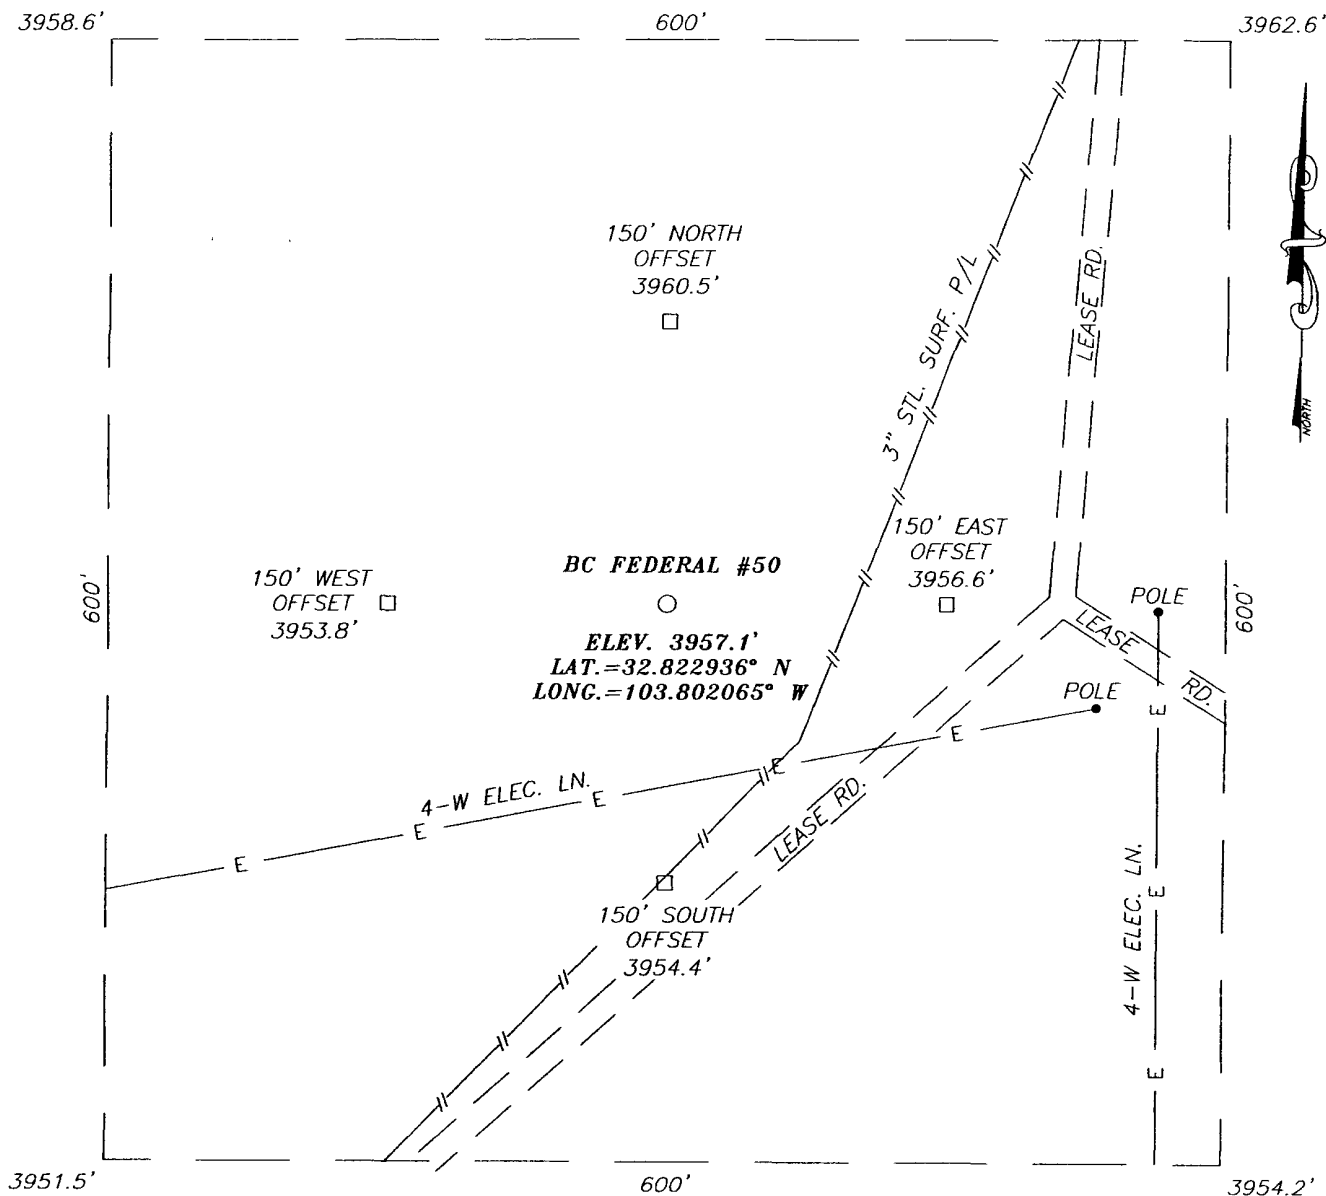 3958.6'
600'
3962.6'
150' NORTH
OFFSET
3960.5'
3" STL. SURF. P/L
LEASE RD.
NORTH
150' WEST
OFFSET
3953.8'
600'
BC FEDERAL #50
ELEV. 3957.1'
LAT.=32.822936° N
LONG.=103.802065° W
150' EAST
OFFSET
3956.6'
POLE
600'
LEASE
RD.
POLE
E
E
4-W ELEC. LN.
E
E
E
E
LEASE RD.
150' SOUTH
OFFSET
3954.4'
4-W ELEC. LN.
E
E
3951.5'
600'
3954.2'